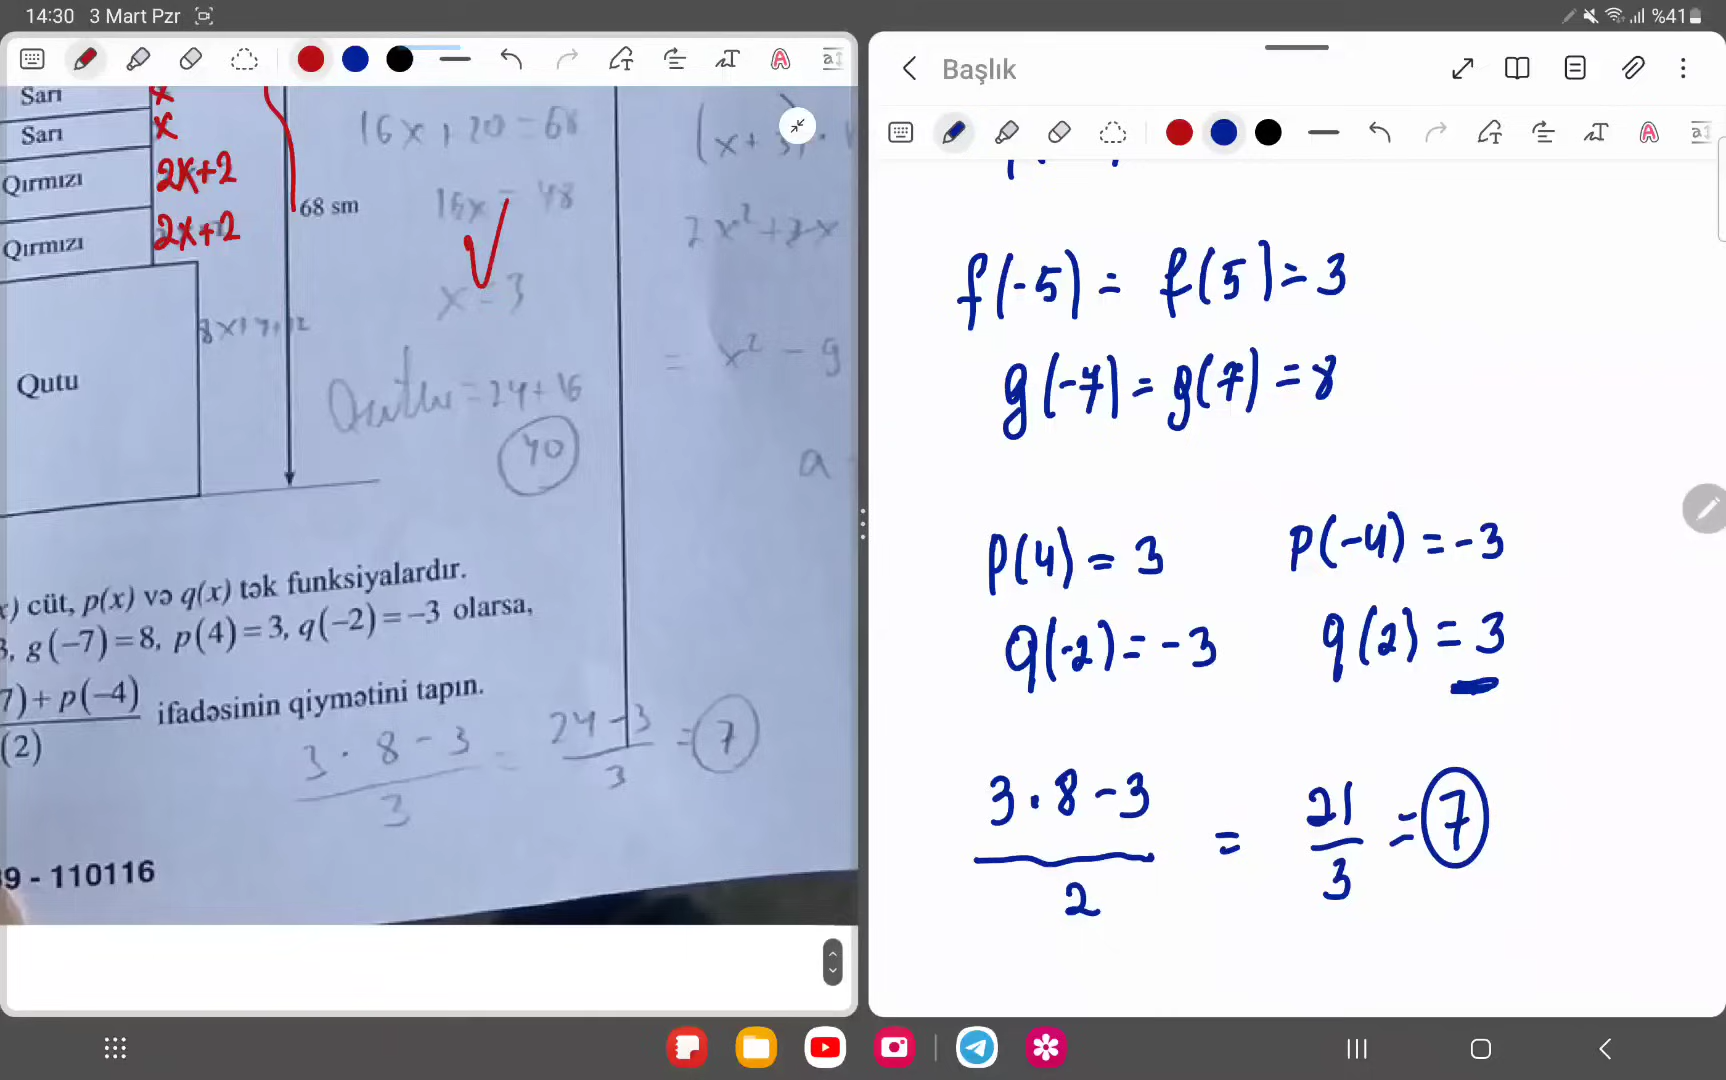 14:30 3 Mart Pzr
%41
Sarı x
Sarı x
Qırmızı 2x+2
Qırmızı 2x+2
68 sm
Qutu
16x+20=68
16x = 48
x=3
Qutu = 24+16
40
2x²+
= x² - 9
a
x) cüt, p(x) və q(x) tək funksiyalardır.
3, g(−7)=8, p(4)=3, q(−2)=−3 olarsa,
7)+p(−4)
(2)
ifadəsinin qiymətini tapın.
3 · 8 - 3
3
= 24-3
3
= 7
9 - 110116
Başlık
f(-5) = f(5) = 3
g(-7) = g(7) = 8
P(4) = 3 P(-4) = -3
q(-2) = -3 q(2) = 3
3·8-3
2
= 21
3
= 7